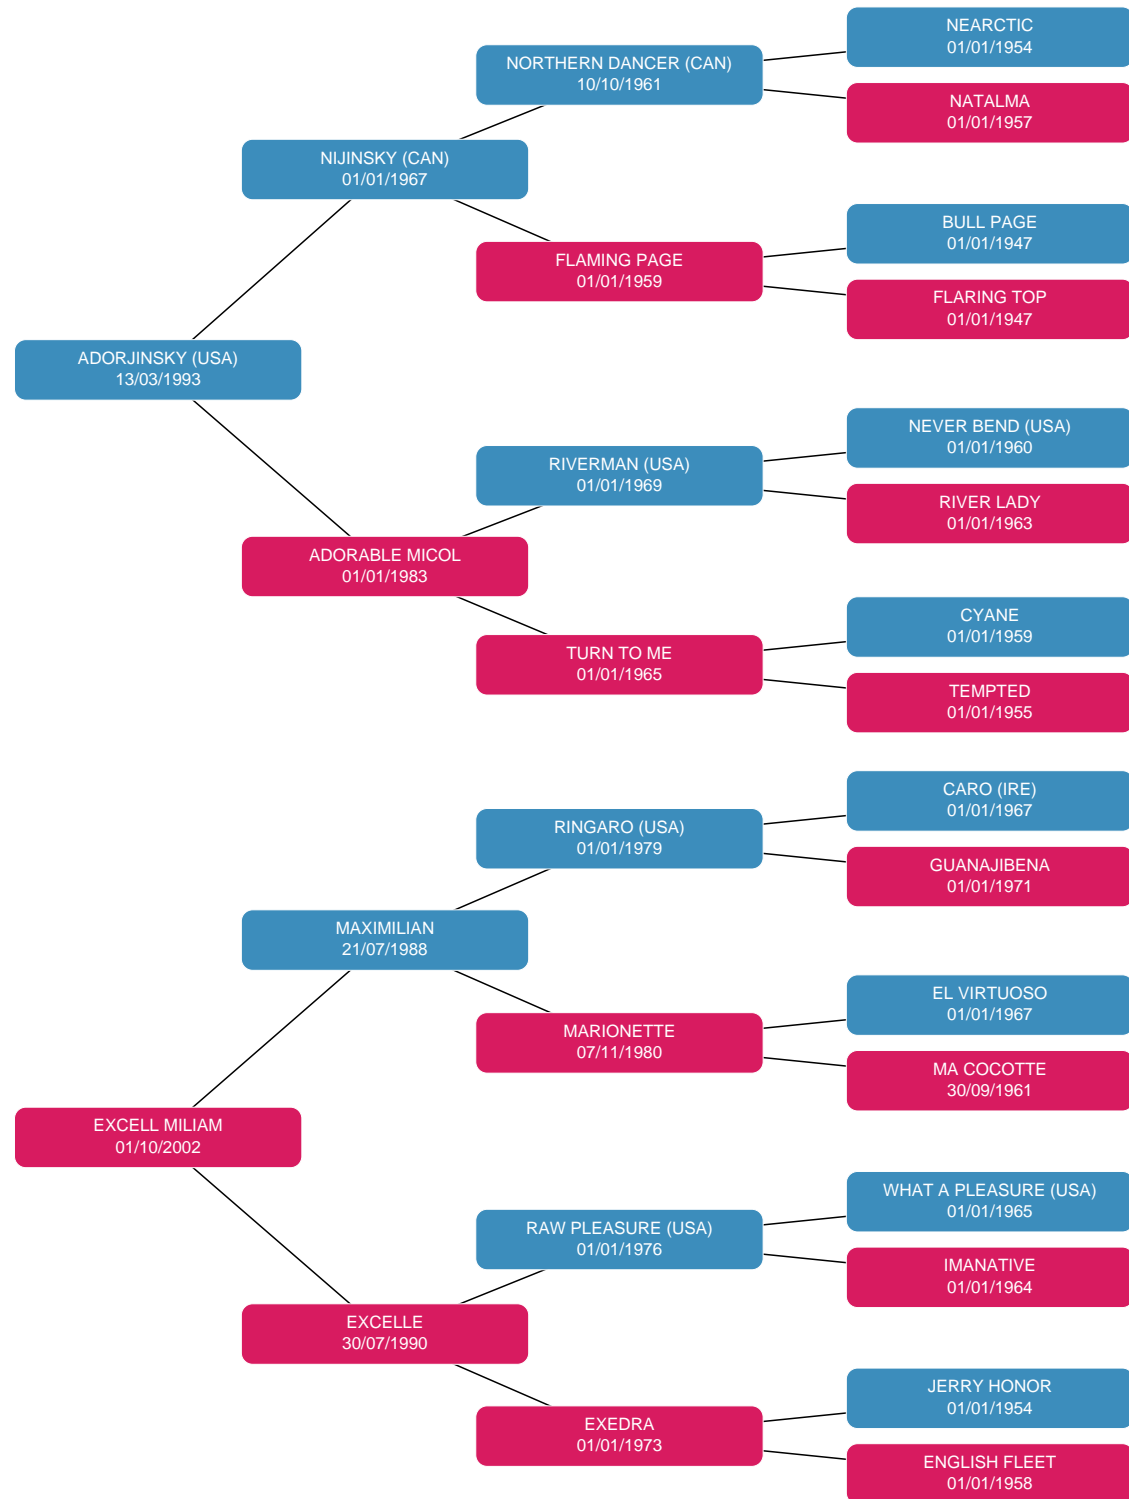 NEARCTIC
01/01/1954
NORTHERN DANCER (CAN)
10/10/1961
NATALMA
01/01/1957
NIJINSKY (CAN)
01/01/1967
BULL PAGE
01/01/1947
FLAMING PAGE
01/01/1959
FLARING TOP
01/01/1947
ADORJINSKY (USA)
13/03/1993
NEVER BEND (USA)
01/01/1960
RIVERMAN (USA)
01/01/1969
RIVER LADY
01/01/1963
ADORABLE MICOL
01/01/1983
CYANE
01/01/1959
TURN TO ME
01/01/1965
TEMPTED
01/01/1955
CARO (IRE)
01/01/1967
RINGARO (USA)
01/01/1979
GUANAJIBENA
01/01/1971
MAXIMILIAN
21/07/1988
EL VIRTUOSO
01/01/1967
MARIONETTE
07/11/1980
MA COCOTTE
30/09/1961
EXCELL MILIAM
01/10/2002
WHAT A PLEASURE (USA)
01/01/1965
RAW PLEASURE (USA)
01/01/1976
IMANATIVE
01/01/1964
EXCELLE
30/07/1990
JERRY HONOR
01/01/1954
EXEDRA
01/01/1973
ENGLISH FLEET
01/01/1958